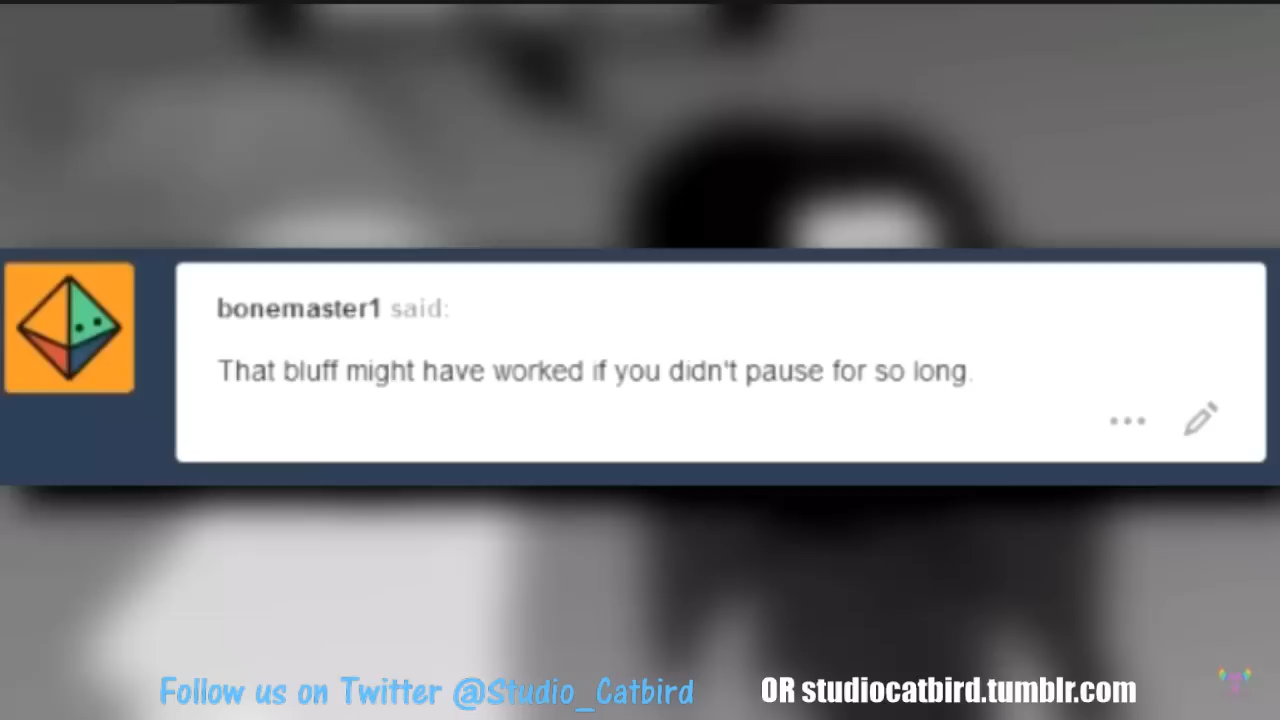 bonemaster1 said:
That bluff might have worked if you didn't pause for so long.
Follow us on Twitter @Studio_Catbird OR studiocatbird.tumblr.com